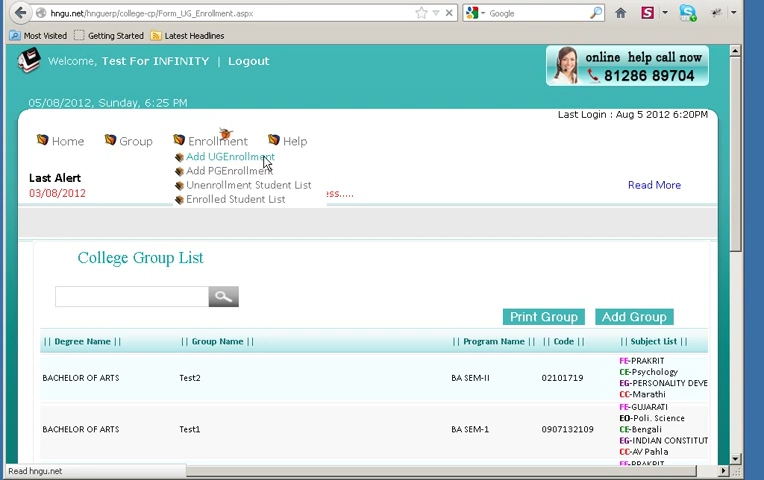 hngu.net/hnguerp/college-cp/Form_UG_Enrollment.aspx
Google
Most Visited Getting Started Latest Headlines
Welcome, Test For INFINITY | Logout
online help call now
81286 89704
05/08/2012, Sunday, 6:25 PM
Last Login : Aug 5 2012 6:20PM
Home Group Enrollment Help
Add UGEnrollment
Add PGEnrollment
Unenrollment Student List
Enrolled Student List
Last Alert
03/08/2012
ss.....
Read More
College Group List
Print Group Add Group
|| Degree Name || || Group Name || || Program Name || || Code || || Subject List ||
FE-PRAKRIT
BACHELOR OF ARTS Test2 BA SEM-II 02101719
CE-Psychology
EG-PERSONALITY DEVE
CC-Marathi
FE-GUJARATI
EO-Poli. Science
BACHELOR OF ARTS Test1 BA SEM-1 0907132109
CE-Bengali
EG-INDIAN CONSTITUT
CC-AV Pahla
FE-PRAKRIT
Read hngu.net